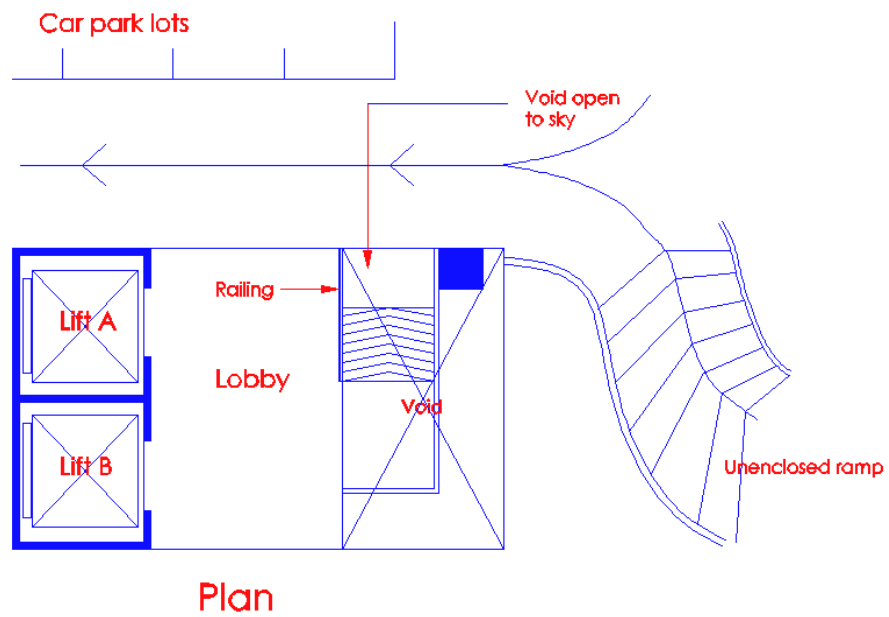 Car park lots
Void open
to sky
Railing
Lift A
Lobby
Void
Lift B
Unenclosed ramp
Plan